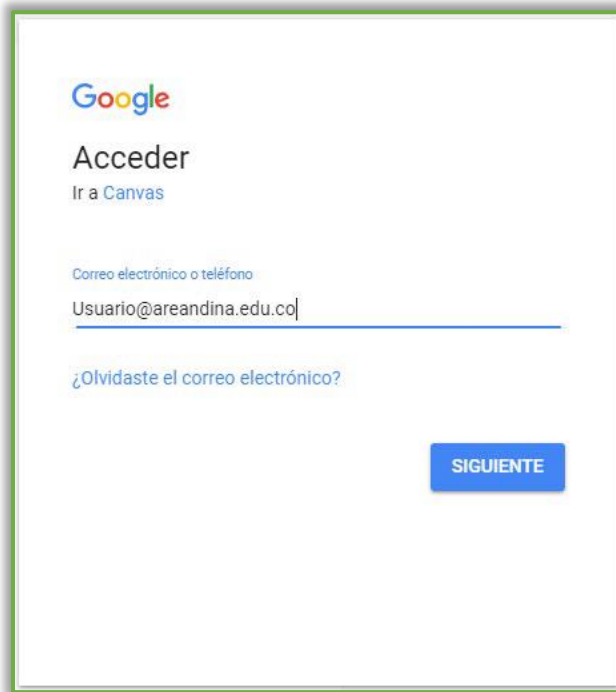 Google
Acceder
Ir a Canvas
Correo electrónico o teléfono
Usuario@areandina.edu.co
¿Olvidaste el correo electrónico?
SIGUIENTE